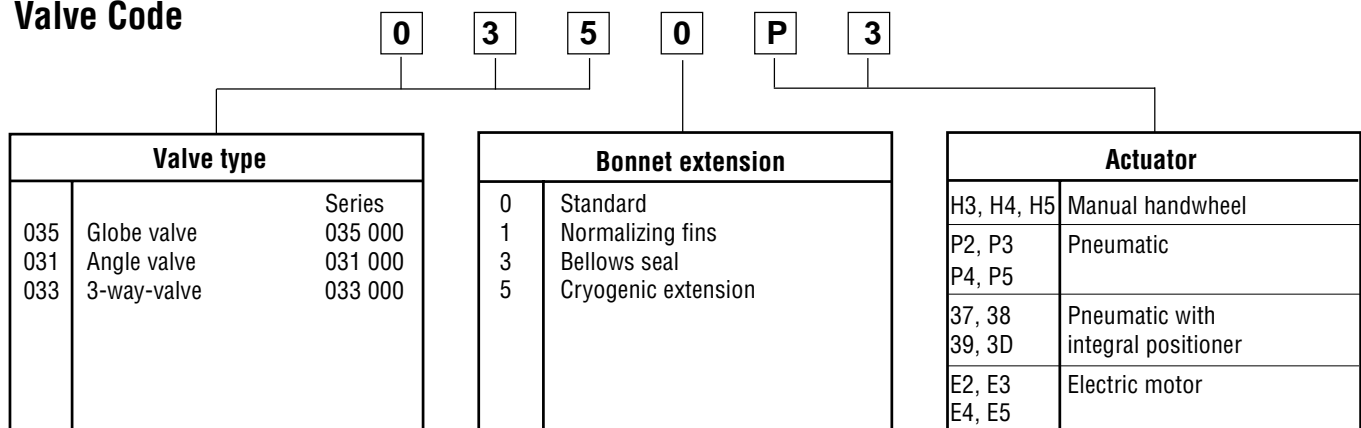 Valve Code
0 3 5 0 P 3
Valve type
Series
035 Globe valve 035 000
031 Angle valve 031 000
033 3-way-valve 033 000
Bonnet extension
0 Standard
1 Normalizing fins
3 Bellows seal
5 Cryogenic extension
Actuator
H3, H4, H5 Manual handwheel
P2, P3 Pneumatic
P4, P5
37, 38 Pneumatic with
39, 3D integral positioner
E2, E3 Electric motor
E4, E5